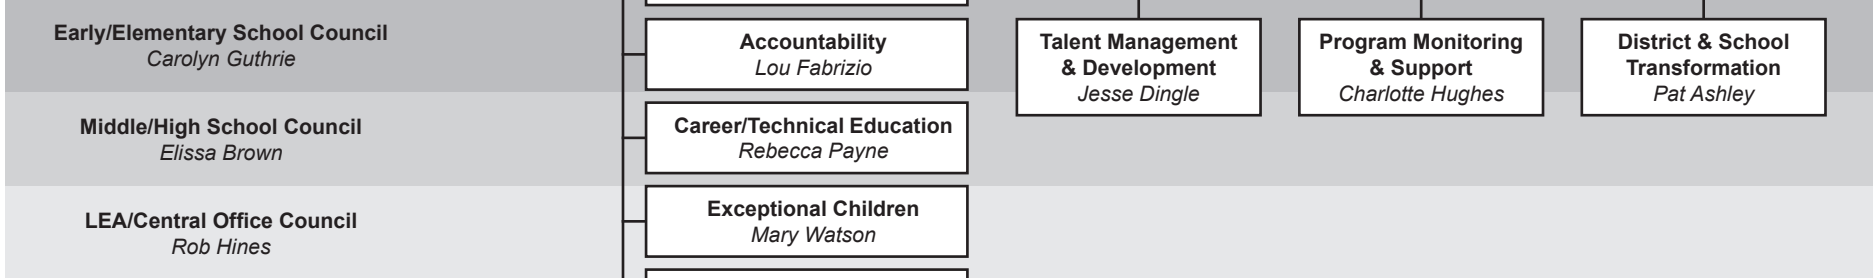 Early/Elementary School Council
Carolyn Guthrie
Middle/High School Council
Elissa Brown
LEA/Central Office Council
Rob Hines
Accountability
Lou Fabrizio
Career/Technical Education
Rebecca Payne
Exceptional Children
Mary Watson
Talent Management
& Development
Jesse Dingle
Program Monitoring
& Support
Charlotte Hughes
District & School
Transformation
Pat Ashley